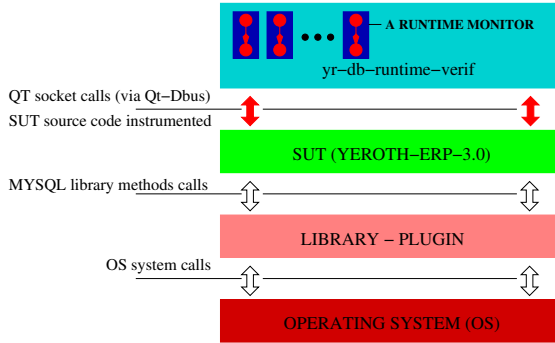 A RUNTIME MONITOR
yr−db−runtime−verif
QT socket calls (via Qt−Dbus)
SUT source code instrumented
SUT (YEROTH−ERP−3.0)
MYSQL library methods calls
LIBRARY − PLUGIN
OS system calls
OPERATING SYSTEM (OS)